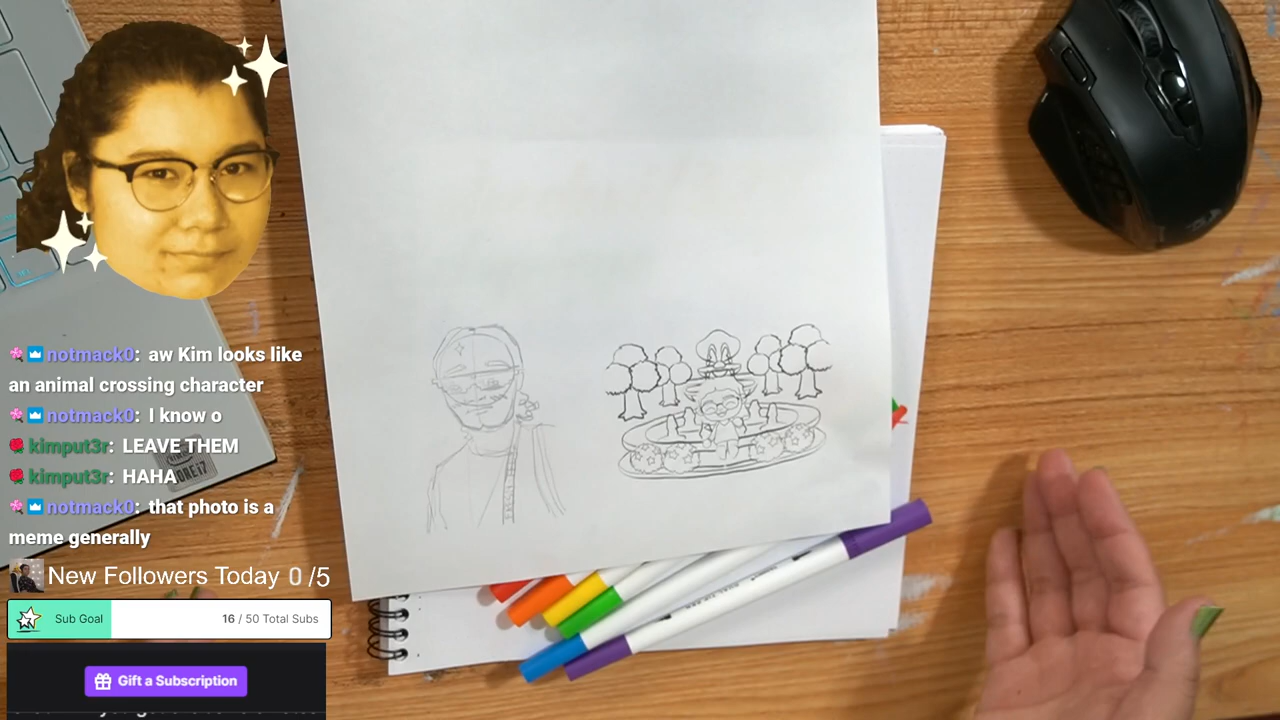 notmack0: aw Kim looks like
an animal crossing character
notmack0: I know o
kimput3r: LEAVE THEM
kimput3r: HAHA
notmack0: that photo is a
meme generally
New Followers Today 0 /5
Sub Goal 16 / 50 Total Subs
Gift a Subscription